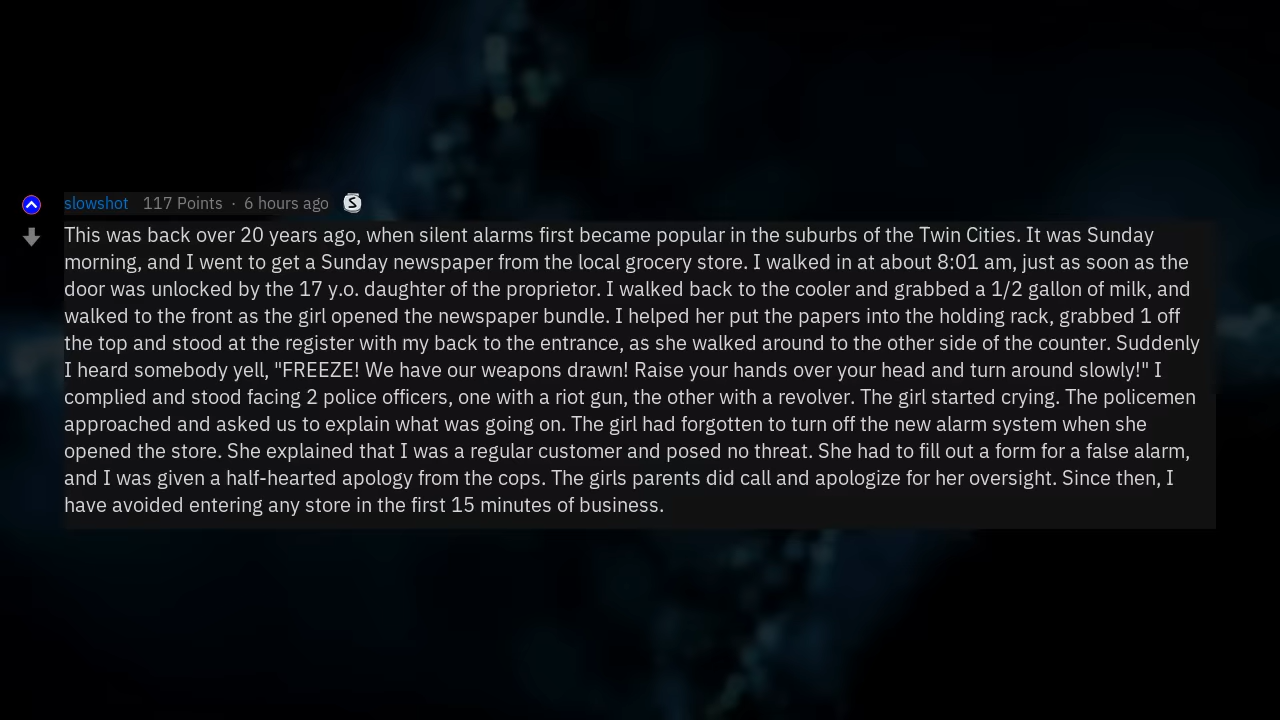 slowshot 117 Points · 6 hours ago S
This was back over 20 years ago, when silent alarms first became popular in the suburbs of the Twin Cities. It was Sunday
morning, and I went to get a Sunday newspaper from the local grocery store. I walked in at about 8:01 am, just as soon as the
door was unlocked by the 17 y.o. daughter of the proprietor. I walked back to the cooler and grabbed a 1/2 gallon of milk, and
walked to the front as the girl opened the newspaper bundle. I helped her put the papers into the holding rack, grabbed 1 off
the top and stood at the register with my back to the entrance, as she walked around to the other side of the counter. Suddenly
I heard somebody yell, "FREEZE! We have our weapons drawn! Raise your hands over your head and turn around slowly!" I
complied and stood facing 2 police officers, one with a riot gun, the other with a revolver. The girl started crying. The policemen
approached and asked us to explain what was going on. The girl had forgotten to turn off the new alarm system when she
opened the store. She explained that I was a regular customer and posed no threat. She had to fill out a form for a false alarm,
and I was given a half-hearted apology from the cops. The girls parents did call and apologize for her oversight. Since then, I
have avoided entering any store in the first 15 minutes of business.